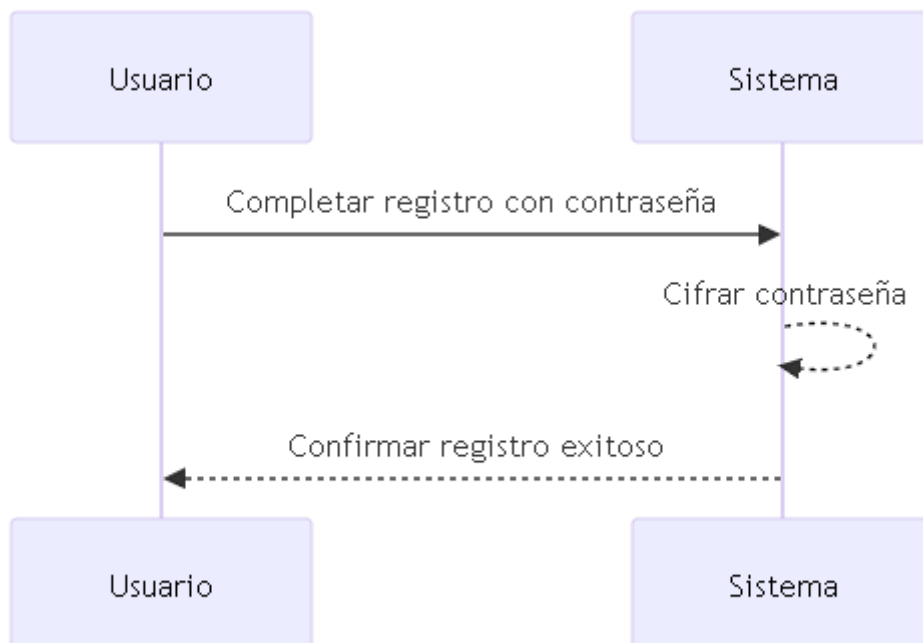 Usuario
Sistema
Completar registro con contraseña
Cifrar contraseña
Confirmar registro exitoso
Usuario
Sistema